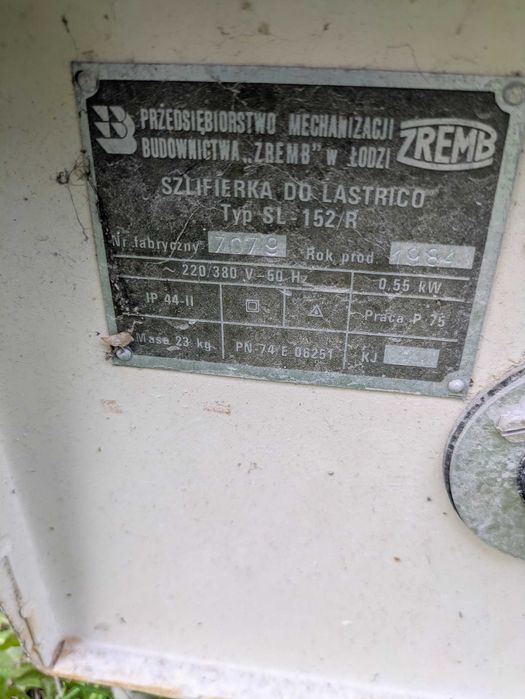 PRZEDSIĘBIORSTWO MECHANIZACJI
BUDOWNICTWA „ZREMB" w ŁODZI
ZREMB
SZLIFIERKA DO LASTRICO
Typ SL-152/R
Nr fabryczny 7079 Rok prod 1984
~ 220/380 V-50 Hz 0,55 kW
IP 44-II Praca P 75
Masa 23 kg PN-74/E 06251 KJ